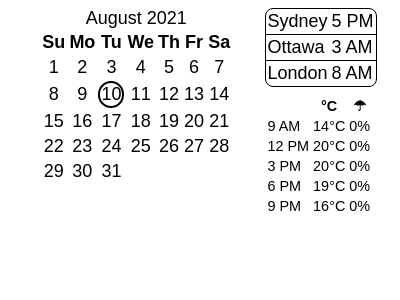 August 2021
Su Mo Tu We Th Fr Sa
1 2 3 4 5 6 7
8 9 10 11 12 13 14
15 16 17 18 19 20 21
22 23 24 25 26 27 28
29 30 31
Sydney 5 PM
Ottawa 3 AM
London 8 AM
°C ☂
9 AM 14°C 0%
12 PM 20°C 0%
3 PM 20°C 0%
6 PM 19°C 0%
9 PM 16°C 0%